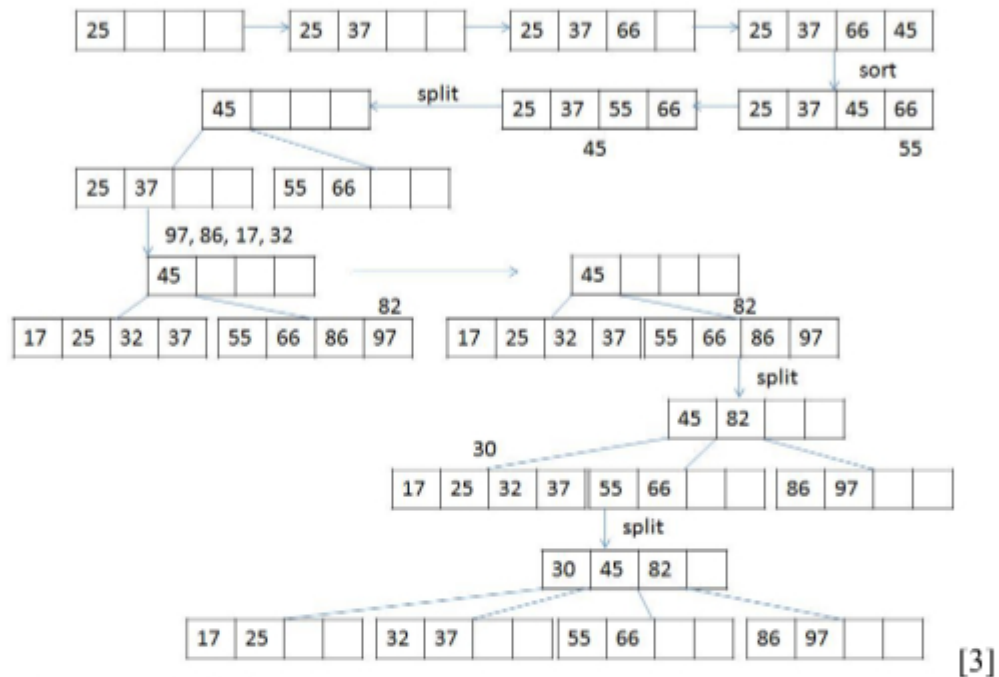 25 25 37 25 37 66 25 37 66 45
sort
split
45 25 37 55 66 25 37 45 66
45 55
25 37 55 66
97, 86, 17, 32
45 45
82 82
17 25 32 37 55 66 86 97 17 25 32 37 55 66 86 97
split
45 82
30
17 25 32 37 55 66 86 97
split
30 45 82
17 25 32 37 55 66 86 97
[3]